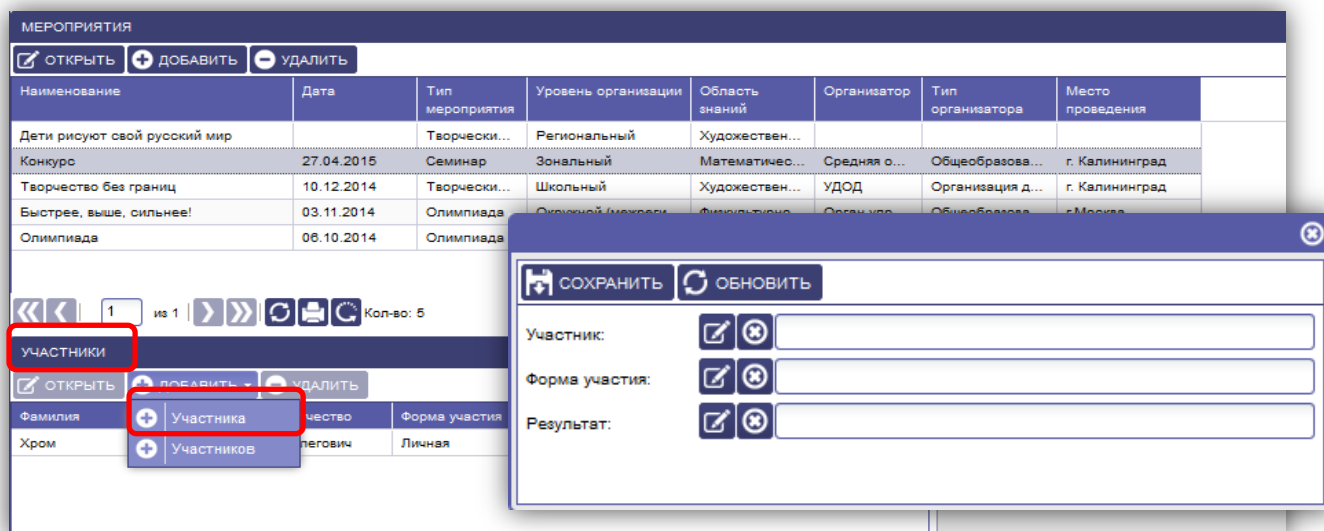 МЕРОПРИЯТИЯ
ОТКРЫТЬ ДОБАВИТЬ УДАЛИТЬ
Наименование Дата Тип мероприятия Уровень организации Область знаний Организатор Тип организатора Место проведения
Дети рисуют свой русский мир Творчески... Региональный Художествен...
Конкурс 27.04.2015 Семинар Зональный Математичес... Средняя о... Общеобразова... г. Калининград
Творчество без границ 10.12.2014 Творчески... Школьный Художествен... УДОД Организация д... г. Калининград
Быстрее, выше, сильнее! 03.11.2014 Олимпиада Окружной (межреги...
Олимпиада 06.10.2014 Олимпиада
1 из 1 Кол-во: 5
УЧАСТНИКИ
ОТКРЫТЬ ДОБАВИТЬ УДАЛИТЬ
Фамилия чество Форма участия
Хром легович Личная
Участника
Участников
СОХРАНИТЬ ОБНОВИТЬ
Участник:
Форма участия:
Результат: